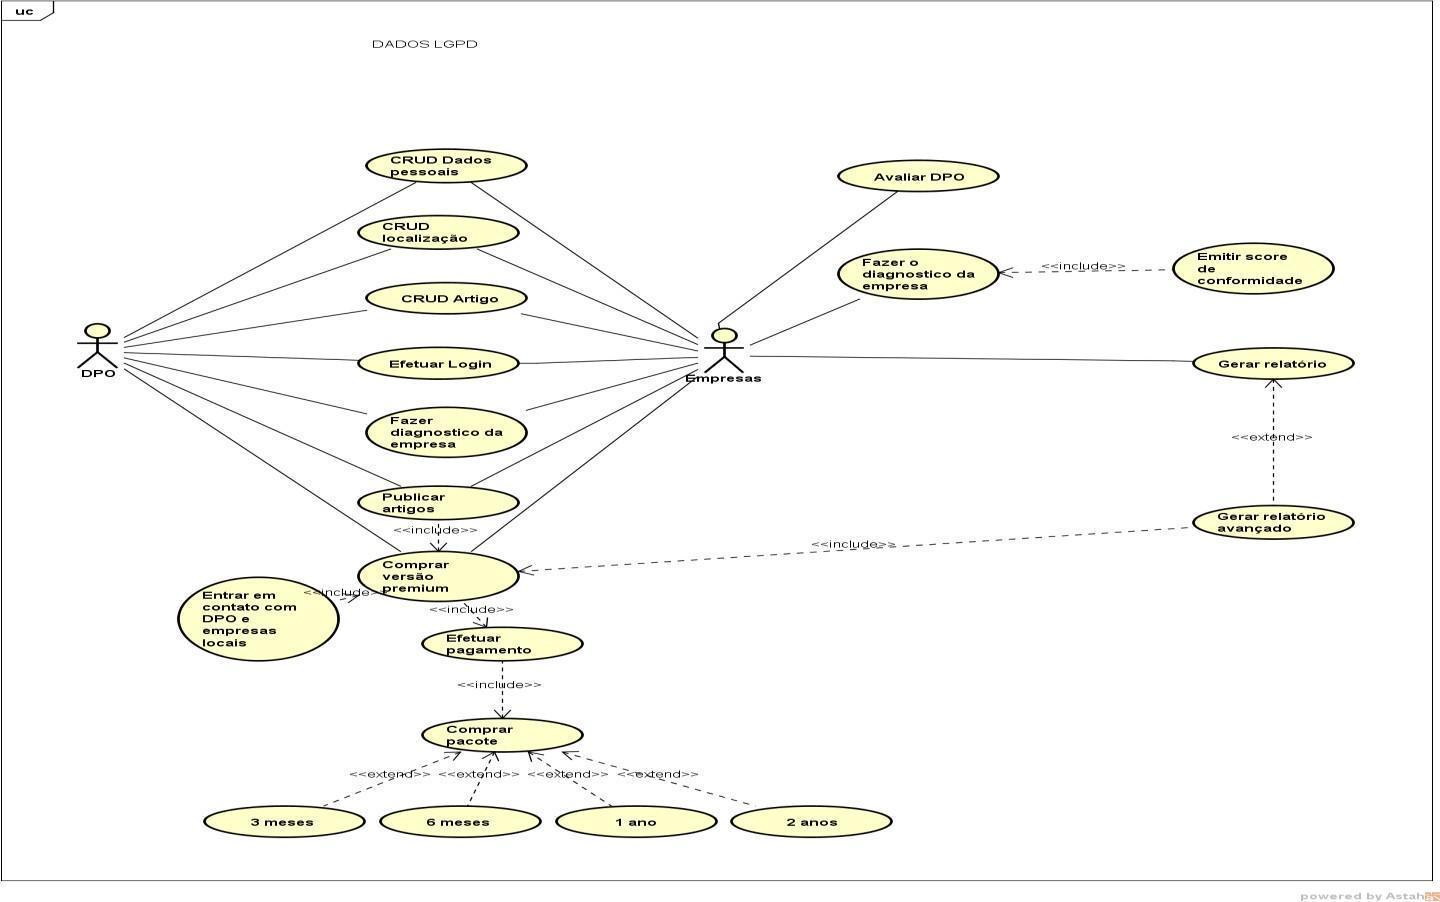 uc
DADOS LGPD
CRUD Dados
pessoais
Avaliar DPO
CRUD
localização
Fazer o
diagnostico da
empresa
<<include>>
Emitir score
de
conformidade
CRUD Artigo
DPO
Efetuar Login
Empresas
Gerar relatório
Fazer
diagnostico da
empresa
<<extend>>
Publicar
artigos
Gerar relatório
avançado
<<include>>
<<include>>
Comprar
versão
premium
Entrar em
contato com
DPO e
empresas
locais
<<include>>
<<include>>
Efetuar
pagamento
<<include>>
Comprar
pacote
<<extend>>
<<extend>>
<<extend>>
<<extend>>
3 meses
6 meses
1 ano
2 anos
powered by Astah